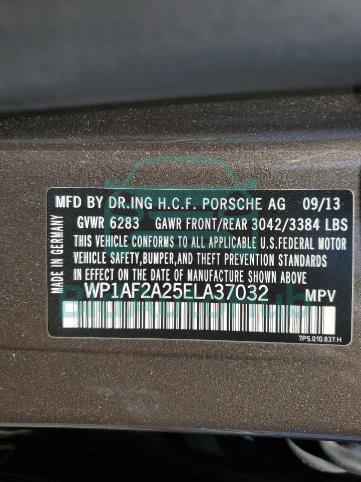 MFD BY DR.ING H.C.F. PORSCHE AG 09/13
GVWR 6283 GAWR FRONT/REAR 3042/3384 LBS
THIS VEHICLE CONFORMS TO ALL APPLICABLE
U.S.FEDERAL MOTOR
VEHICLE SAFETY,BUMPER,AND THEFT
PREVENTION STANDARDS IN EFFECT ON THE
DATE OF MANUFACTURE SHOWN ABOVE.
WP1AF2A25ELA37032 MPV
7P5.010.837.H
MADE IN GERMANY